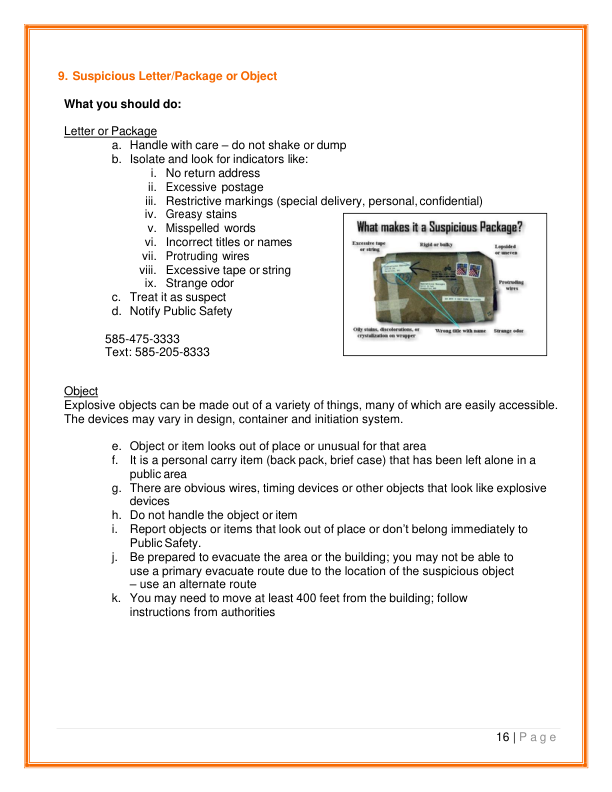 9. Suspicious Letter/Package or Object
What you should do:
Letter or Package
a. Handle with care – do not shake or dump
b. Isolate and look for indicators like:
i. No return address
ii. Excessive postage
iii. Restrictive markings (special delivery, personal, confidential)
iv. Greasy stains
v. Misspelled words
vi. Incorrect titles or names
vii. Protruding wires
viii. Excessive tape or string
ix. Strange odor
c. Treat it as suspect
d. Notify Public Safety
585-475-3333
Text: 585-205-8333
What makes it a Suspicious Package?
Excessive tape
or string
Rigid or bulky
Lopsided
or uneven
Protruding
wires
Oily stains, discolorations, or
crystalization on wrapper
Wrong title with name
Strange odor
Object
Explosive objects can be made out of a variety of things, many of which are easily accessible.
The devices may vary in design, container and initiation system.
e. Object or item looks out of place or unusual for that area
f. It is a personal carry item (back pack, brief case) that has been left alone in a
public area
g. There are obvious wires, timing devices or other objects that look like explosive
devices
h. Do not handle the object or item
i. Report objects or items that look out of place or don’t belong immediately to
Public Safety.
j. Be prepared to evacuate the area or the building; you may not be able to
use a primary evacuate route due to the location of the suspicious object
– use an alternate route
k. You may need to move at least 400 feet from the building; follow
instructions from authorities
16 | P a g e